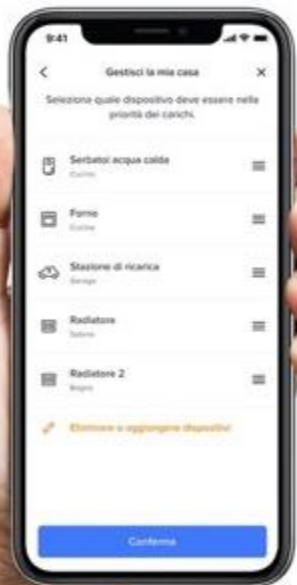 9:41
Gestisci la mia casa
Seleziona quale dispositivo deve essere nella
priorità dei carichi.
Serbatoi acqua calda
Cucina
Forno
Cucina
Stazione di ricarica
Garage
Radiatore
Salone
Radiatore 2
Bagno
Eliminare o aggiungere dispositivi
Conferma